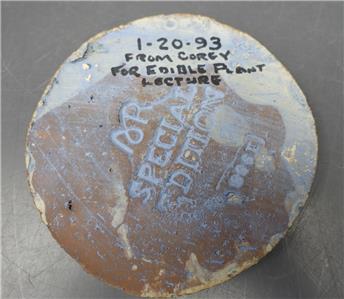 1-20-93
FROM COREY
FOR EDIBLE PLANT
LECTURE
SPECIAL
EDITION